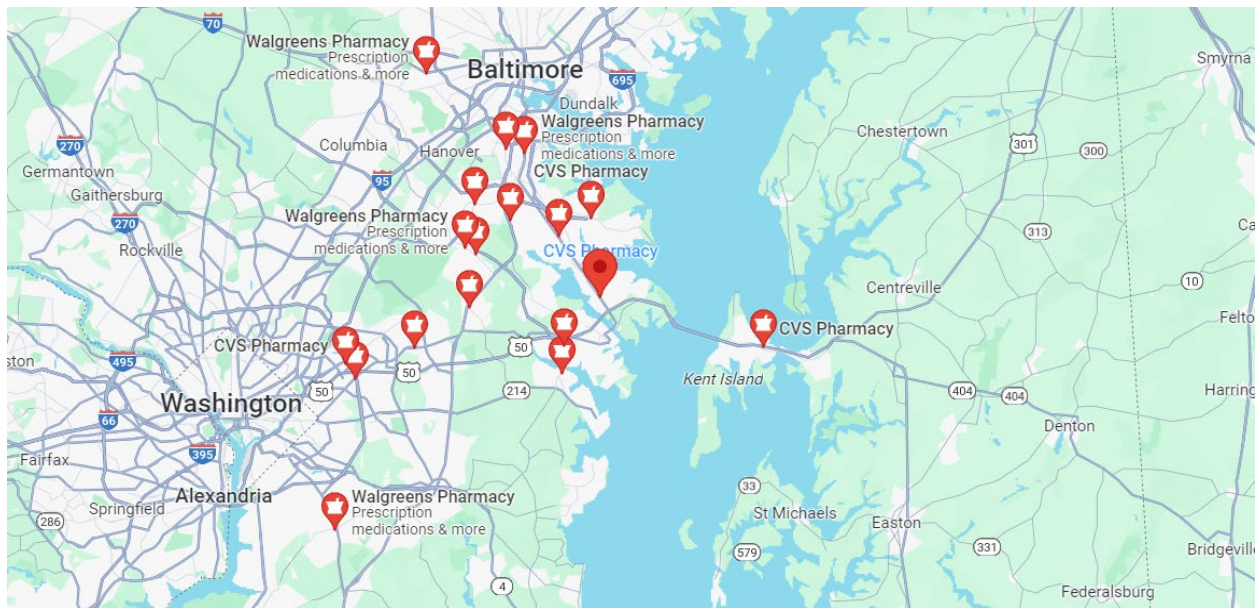 70
Walgreens Pharmacy
Prescription
medications & more
Baltimore
695
Smyrna
Dundalk
Walgreens Pharmacy
Prescription
medications & more
Chestertown
301
300
Columbia
Hanover
270
Germantown
Gaithersburg
95
CVS Pharmacy
270
Rockville
Walgreens Pharmacy
Prescription
medications & more
313
Ca
CVS Pharmacy
Centreville
10
Felto
CVS Pharmacy
50
CVS Pharmacy
495
ston
50
50
Kent Island
214
404
404
Harring
Washington
66
Denton
395
Fairfax
Alexandria
Walgreens Pharmacy
Prescription
medications & more
33
St Michaels
Springfield
286
Easton
331
Bridgeville
579
4
Federalsburg